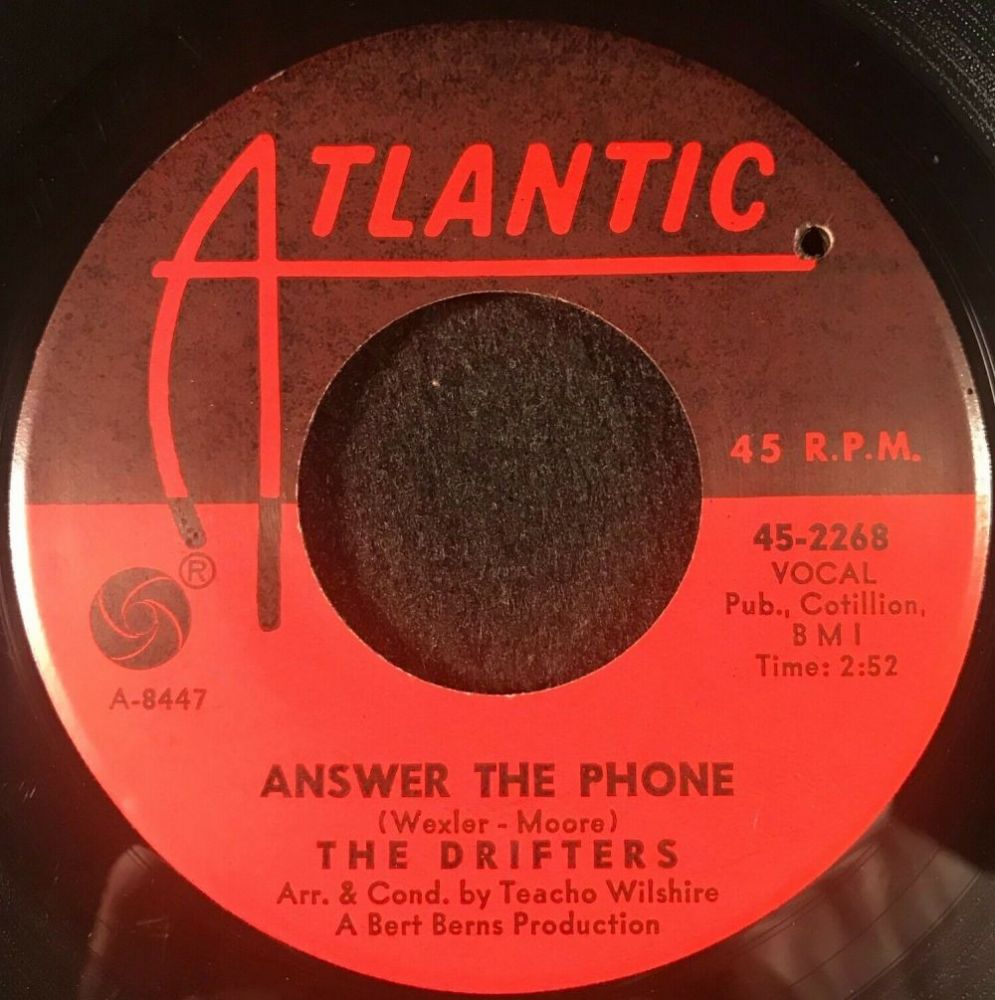 ATLANTIC
45 R.P.M.
45-2268
VOCAL
Pub., Cotillion,
BMI
Time: 2:52
®
A-8447
ANSWER THE PHONE
(Wexler - Moore)
THE DRIFTERS
Arr. & Cond. by Teacho Wilshire
A Bert Berns Production